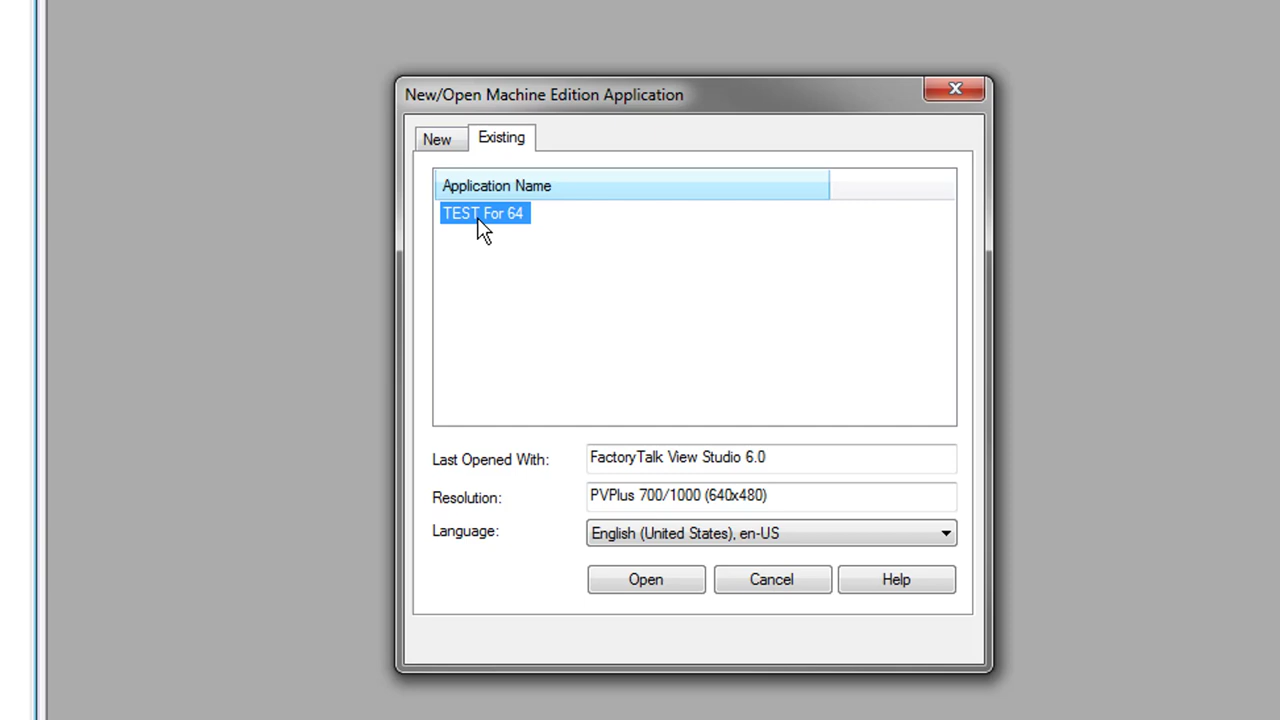 New/Open Machine Edition Application
New
Existing
Application Name
TEST For 64
Last Opened With:
FactoryTalk View Studio 6.0
Resolution:
PVPlus 700/1000 (640x480)
Language:
English (United States), en-US
Open
Cancel
Help